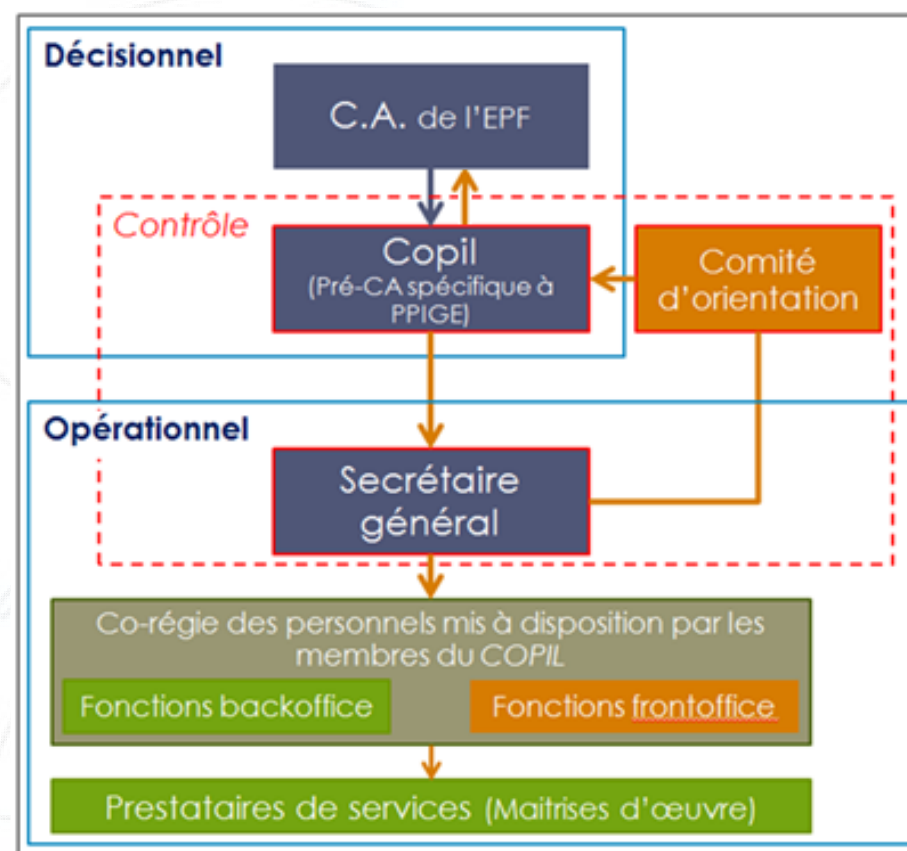 Décisionnel
C.A. de l'EPF
Contrôle
Copil
(Pré-CA spécifique à
PPIGE)
Comité
d'orientation
Opérationnel
Secrétaire
général
Co-régie des personnels mis à disposition par les
membres du COPIL
Fonctions backoffice
Fonctions frontoffice
Prestataires de services (Maitrises d'œuvre)